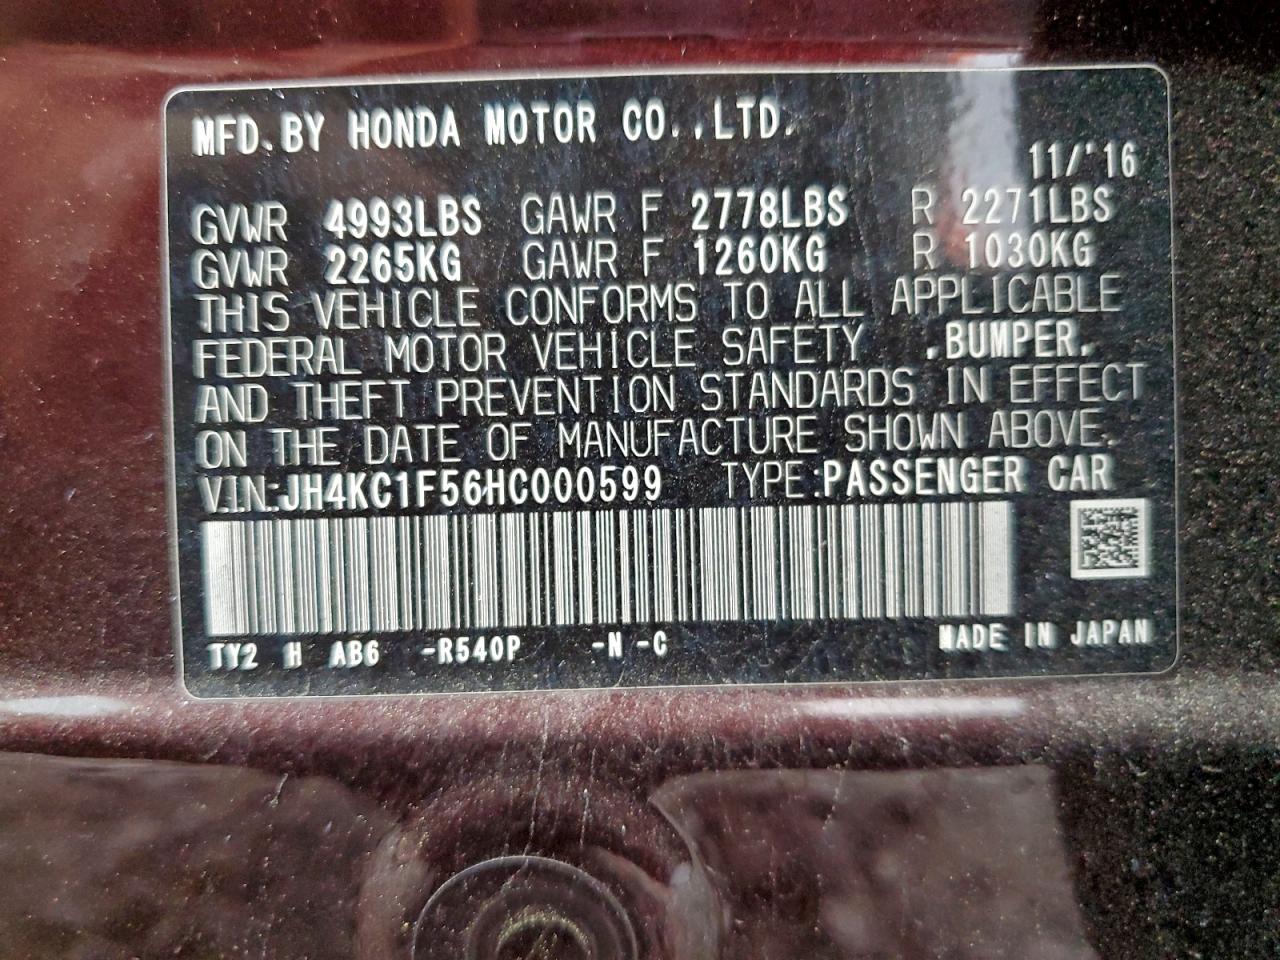 MFD. BY HONDA MOTOR CO., LTD.
11/'16
GVWR 4993LBS GAWR F 2778LBS R 2271LBS
GVWR 2265KG GAWR F 1260KG R 1030KG
THIS VEHICLE CONFORMS TO ALL APPLICABLE
FEDERAL MOTOR VEHICLE SAFETY ,BUMPER,
AND THEFT PREVENTION STANDARDS IN EFFECT
ON THE DATE OF MANUFACTURE SHOWN ABOVE.
VIN:JH4KC1F56HC000599 TYPE:PASSENGER CAR
TY2 H AB6 -R540P -N -C MADE IN JAPAN